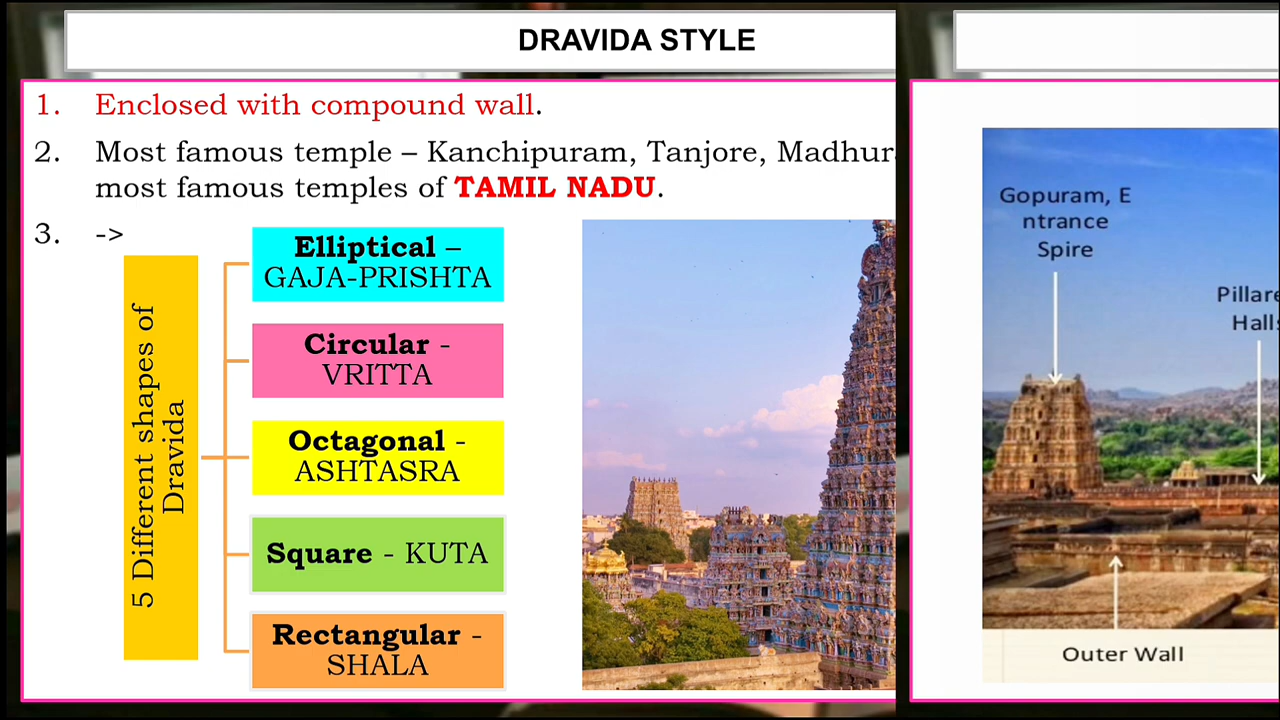 DRAVIDA STYLE
1. Enclosed with compound wall.
2. Most famous temple – Kanchipuram, Tanjore,
most famous temples of TAMIL NADU.
3. ->
5 Different shapes of
Dravida
Elliptical –
GAJA-PRISHTA
Circular -
VRITTA
Octagonal -
ASHTASRA
Square - KUTA
Rectangular -
SHALA
Gopuram, E
ntrance
Spire
Outer Wall